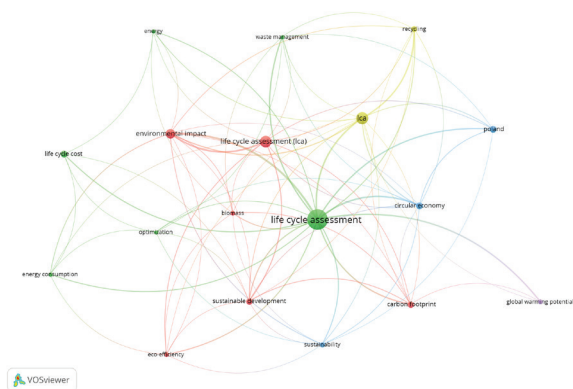 recycling
energy
waste management
lca
poland
environmental impact
life cycle assessment (lca)
life cycle cost
circular economy
biomass
life cycle assessment
optimisation
energy consumption
sustainable development
carbon footprint
global warming potential
sustainability
eco-efficiency
VOSviewer